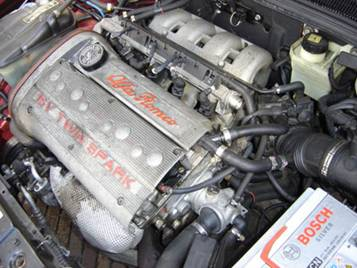 Alfa Romeo
16V TWIN SPARK
BOSCH
SILVER